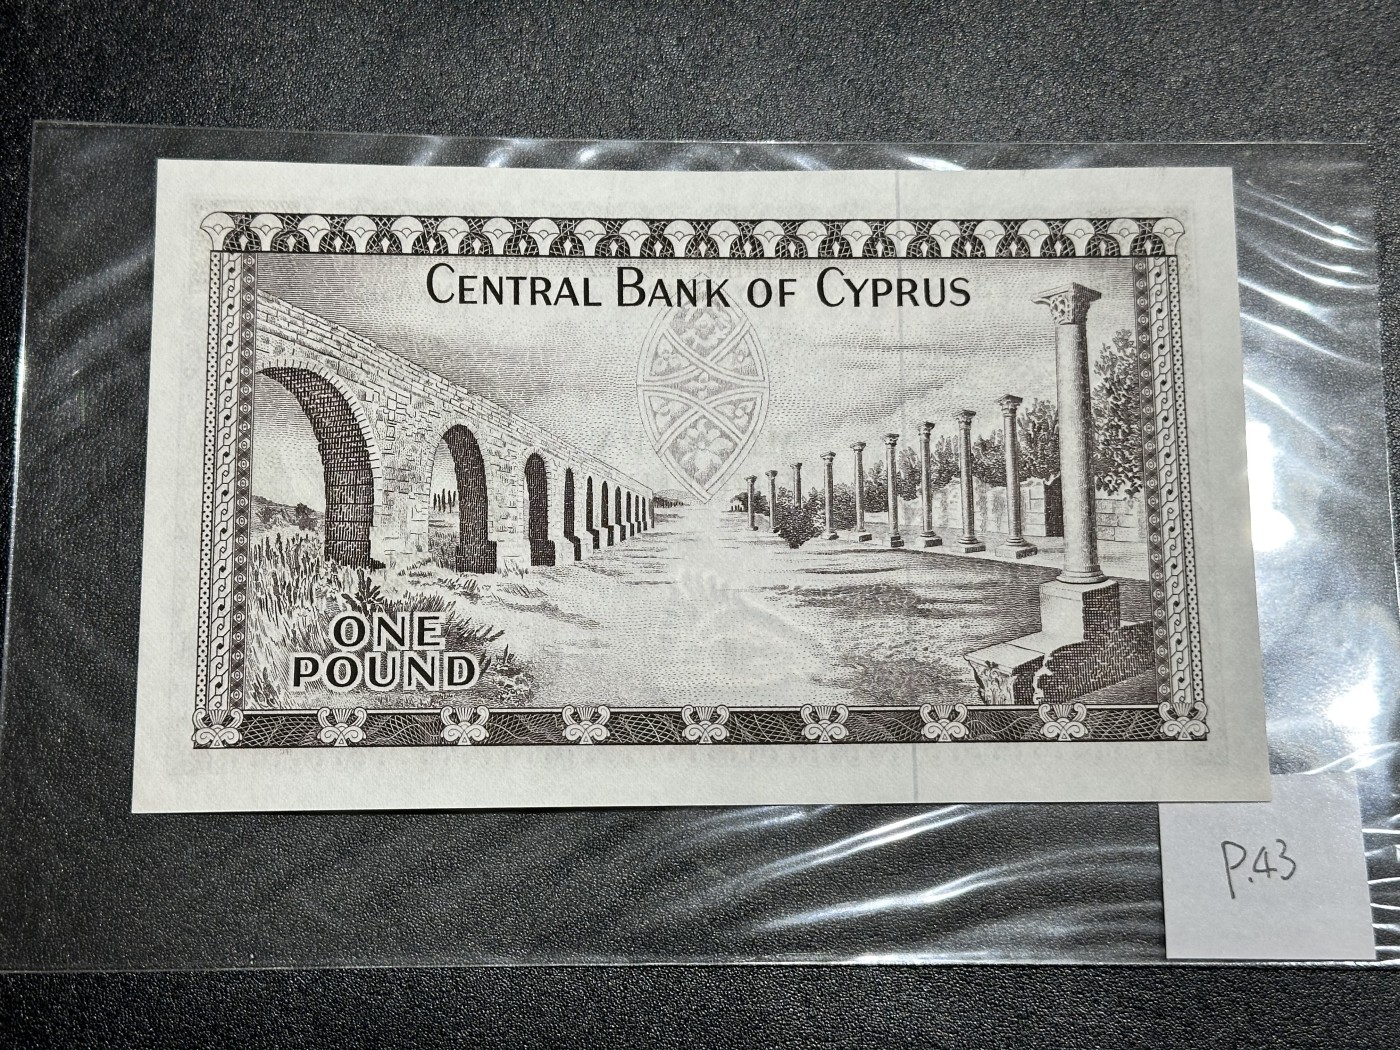 CENTRAL BANK OF CYPRUS
ONE
POUND
P.43